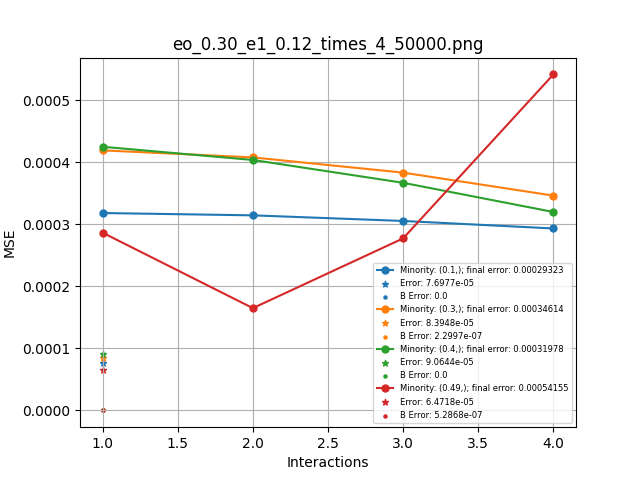 eo_0.30_e1_0.12_times_4_50000.png
0.0005
0.0004
0.0003
0.0002
0.0001
0.0000
MSE
Minority: (0.1,); final error: 0.00029323
Error: 7.6977e-05
B Error: 0.0
Minority: (0.3,); final error: 0.00034614
Error: 8.3948e-05
B Error: 2.2997e-07
Minority: (0.4,); final error: 0.00031978
Error: 9.0644e-05
B Error: 0.0
Minority: (0.49,); final error: 0.00054155
Error: 6.4718e-05
B Error: 5.2868e-07
1.0 1.5 2.0 2.5 3.0 3.5 4.0
Interactions